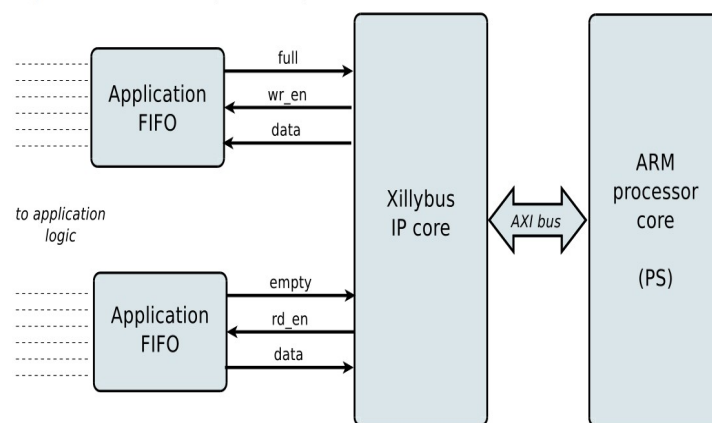 full
Application
FIFO
wr_en
data
to application
logic
Xillybus
IP core
AXI bus
ARM
processor
core
(PS)
empty
Application
FIFO
rd_en
data